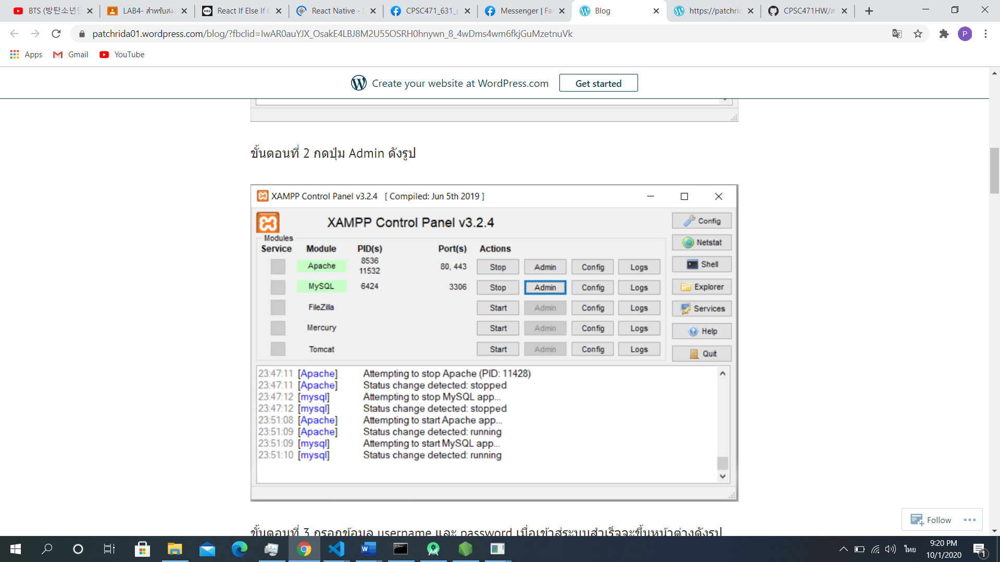 BTS (방탄소년단
LAB4- สำหรับส่งง
React If Else If
React Native -
CPSC471_631_
Messenger | Fa
Blog
https://patchrid
CPSC471HW/
patchrida01.wordpress.com/blog/?fbclid=IwAR0auYJX_OsakE4LBJ8M2U55OSRH0hnywn_8_4wDms4wm6fkjGuMzetnuVk
P
Apps
Gmail
YouTube
Create your website at WordPress.com
Get started
ขั้นตอนที่ 2 กดปุ่ม Admin ดังรูป
XAMPP Control Panel v3.2.4 [ Compiled: Jun 5th 2019 ]
XAMPP Control Panel v3.2.4
Config
Modules
Netstat
Service Module PID(s) Port(s) Actions
Apache 8536 11532 80, 443 Stop Admin Config Logs
Shell
MySQL 6424 3306 Stop Admin Config Logs
Explorer
FileZilla Start Admin Config Logs
Services
Mercury Start Admin Config Logs
Help
Tomcat Start Admin Config Logs
Quit
23:47:11 [Apache] Attempting to stop Apache (PID: 11428)
23:47:11 [Apache] Status change detected: stopped
23:47:12 [mysql] Attempting to stop MySQL app...
23:47:12 [mysql] Status change detected: stopped
23:51:08 [Apache] Attempting to start Apache app...
23:51:09 [Apache] Status change detected: running
23:51:09 [mysql] Attempting to start MySQL app...
23:51:10 [mysql] Status change detected: running
Follow
ขั้นตอนที่ 3 กรอกข้อมูล username และ password เมื่อเข้าสู่ระบบสำเร็จจะขึ้นหน้าต่างดังรูป
ไทย
9:20 PM
10/1/2020
1